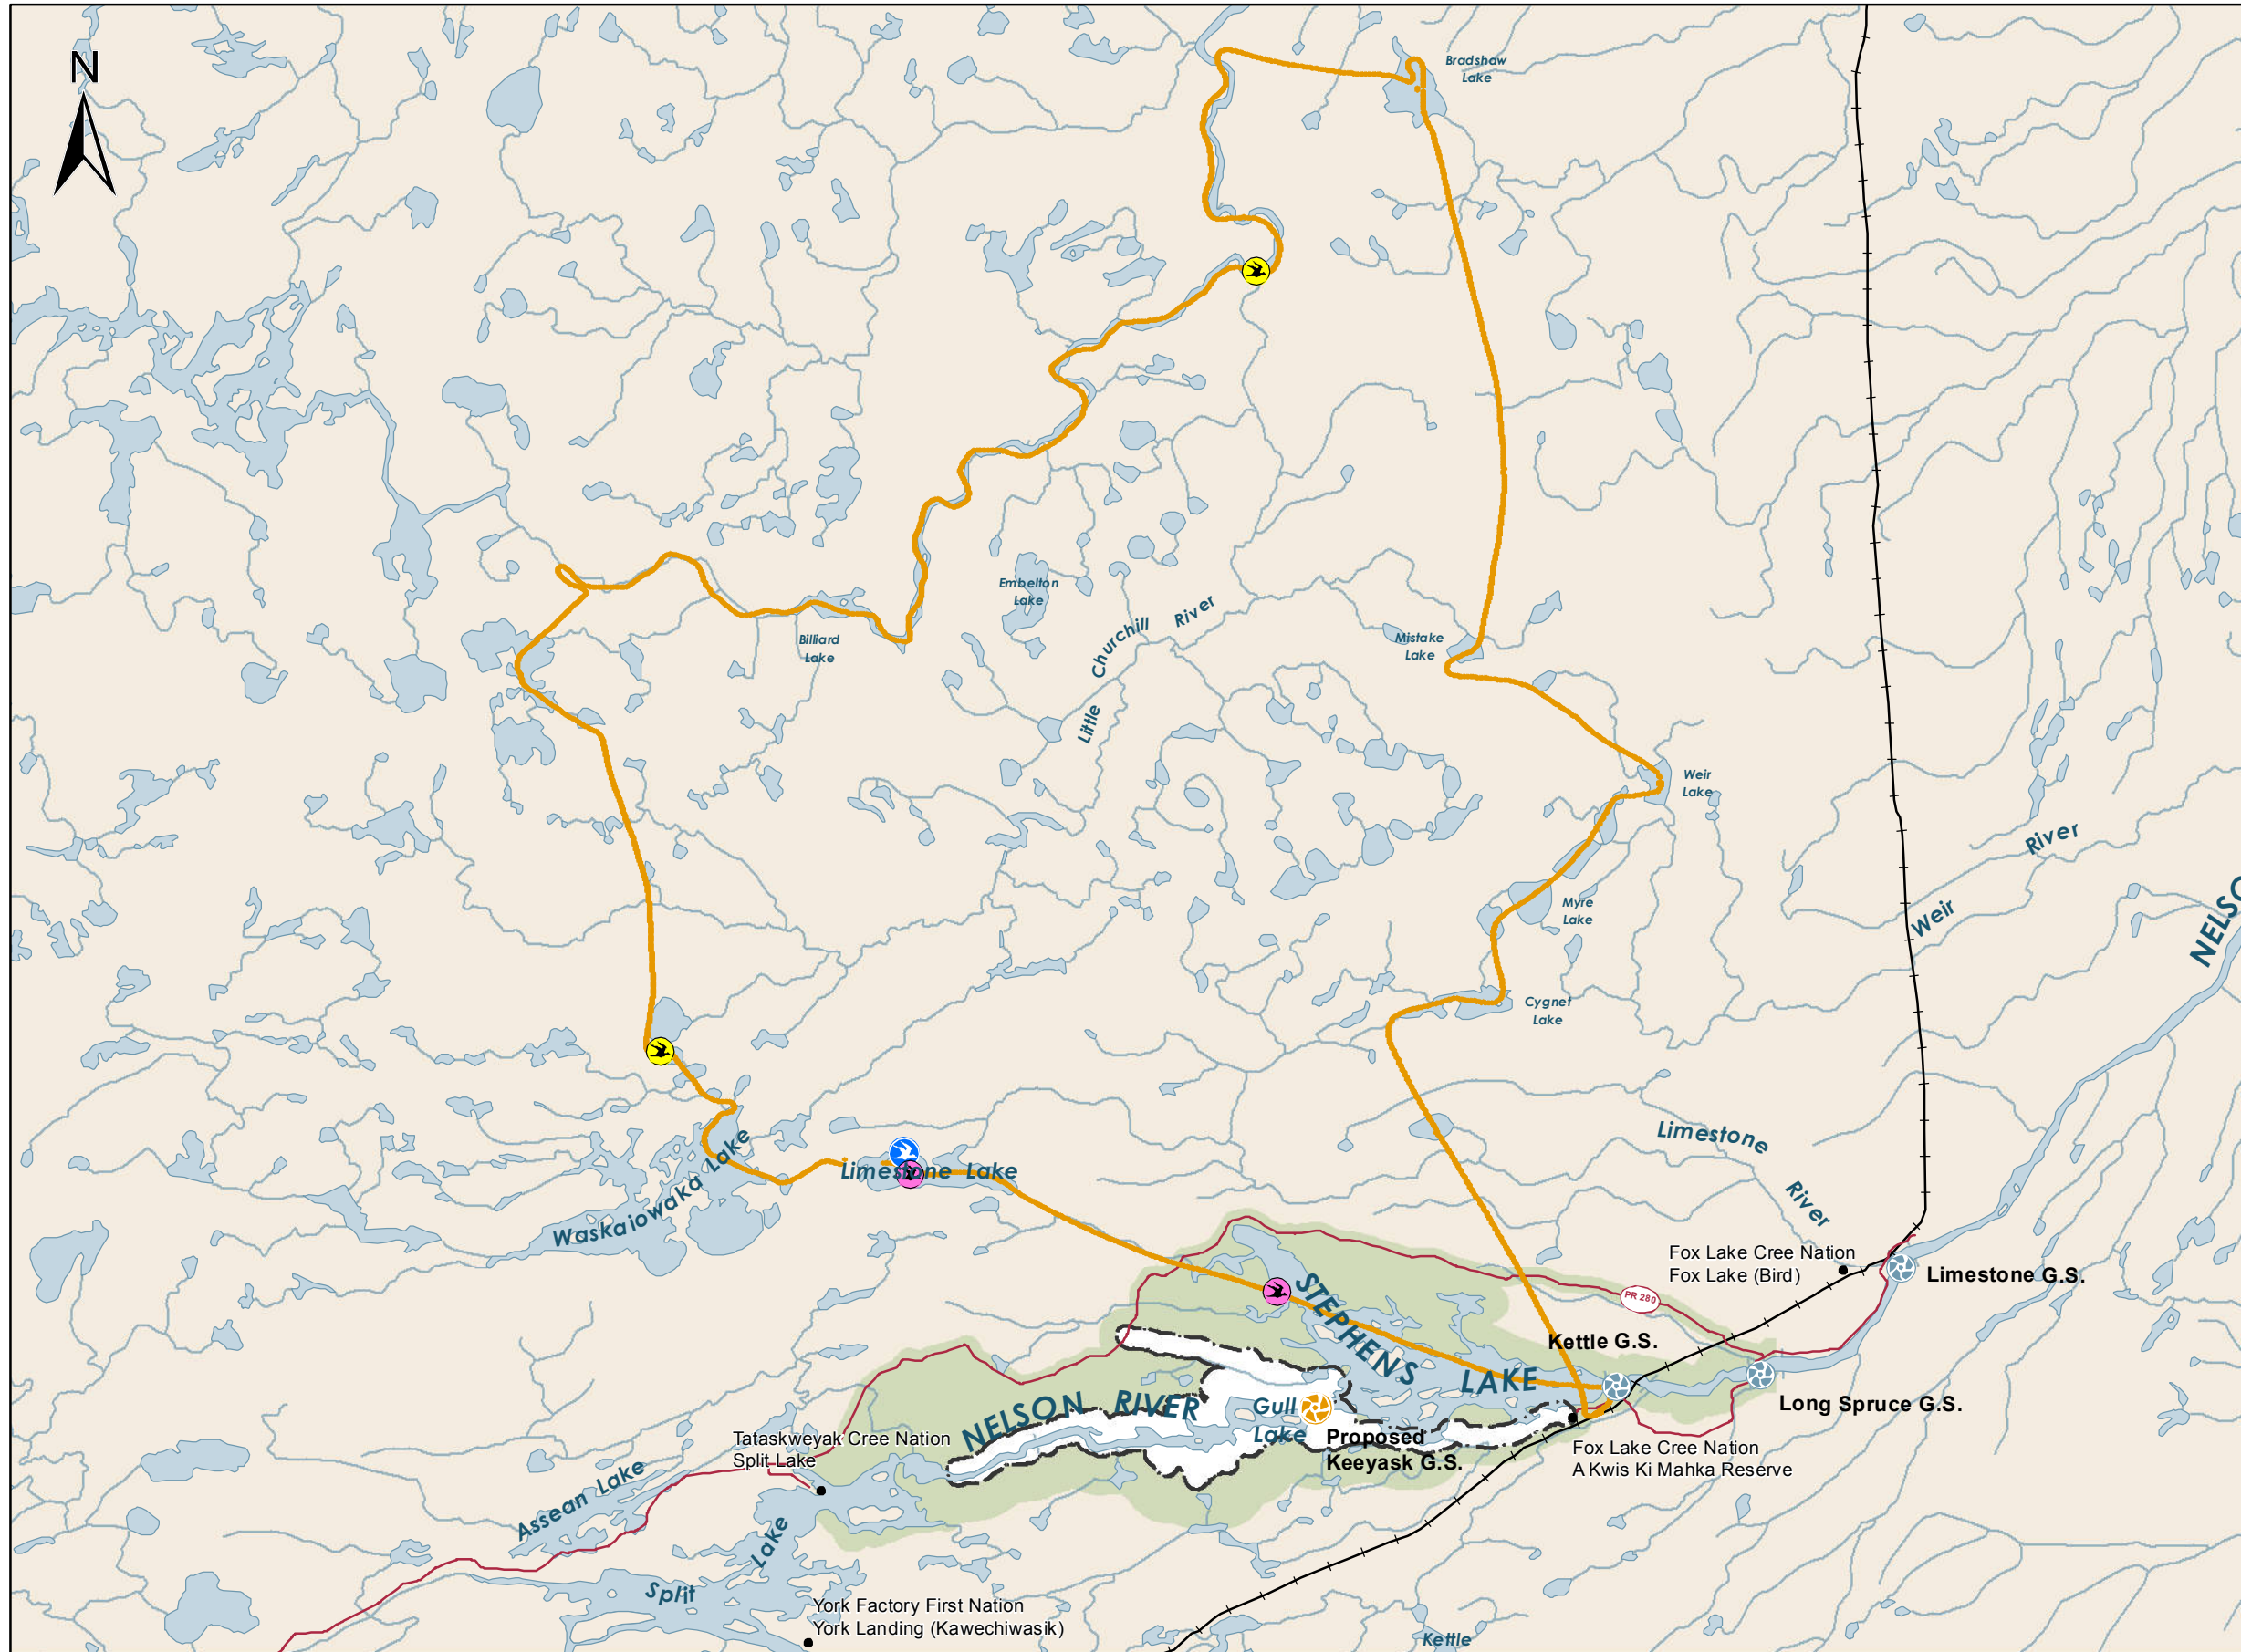 N
Bradshaw
Lake
Embelton
Lake
Little Churchill River
Billiard
Lake
Mistake
Lake
Weir
Lake
Weir River
NELSO
Myre
Lake
Cygnet
Lake
Limestone River
Waskaiowaka Lake
Limestone Lake
Fox Lake Cree Nation
Fox Lake (Bird)
Limestone G.S.
PR 280
STEPHENS LAKE
Kettle G.S.
Long Spruce G.S.
NELSON RIVER
Gull
Lake
Proposed
Keeyask G.S.
Fox Lake Cree Nation
A Kwis Ki Mahka Reserve
Tataskweyak Cree Nation
Split Lake
Assean Lake
Split Lake
York Factory First Nation
York Landing (Kawechiwasik)
Kettle